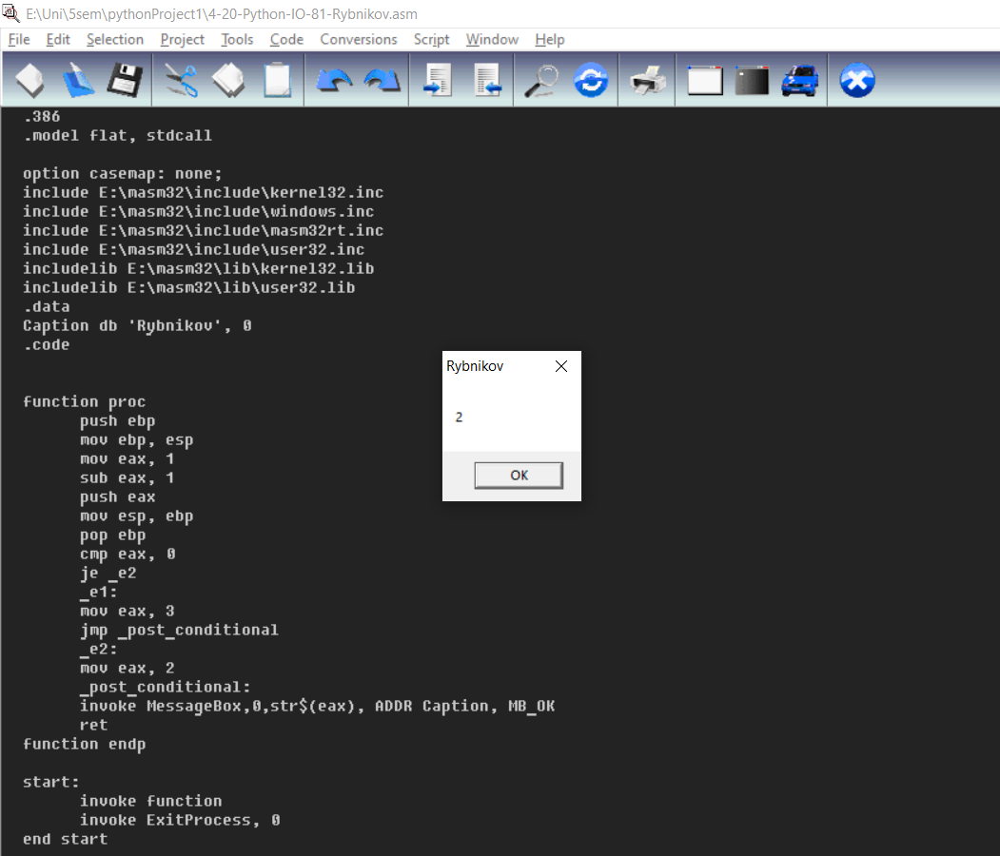 E:\Uni\5sem\pythonProject1\4-20-Python-IO-81-Rybnikov.asm
File Edit Selection Project Tools Code Conversions Script Window Help
.386
.model flat, stdcall
option casemap: none;
include E:\masm32\include\kernel32.inc
include E:\masm32\include\windows.inc
include E:\masm32\include\masm32rt.inc
include E:\masm32\include\user32.inc
includelib E:\masm32\lib\kernel32.lib
includelib E:\masm32\lib\user32.lib
.data
Caption db 'Rybnikov', 0
.code
function proc
push ebp
mov ebp, esp
mov eax, 1
sub eax, 1
push eax
mov esp, ebp
pop ebp
cmp eax, 0
je _e2
_e1:
mov eax, 3
jmp _post_conditional
_e2:
mov eax, 2
_post_conditional:
invoke MessageBox,0,str$(eax), ADDR Caption, MB_OK
ret
function endp
start:
invoke function
invoke ExitProcess, 0
end start
Rybnikov
2
OK